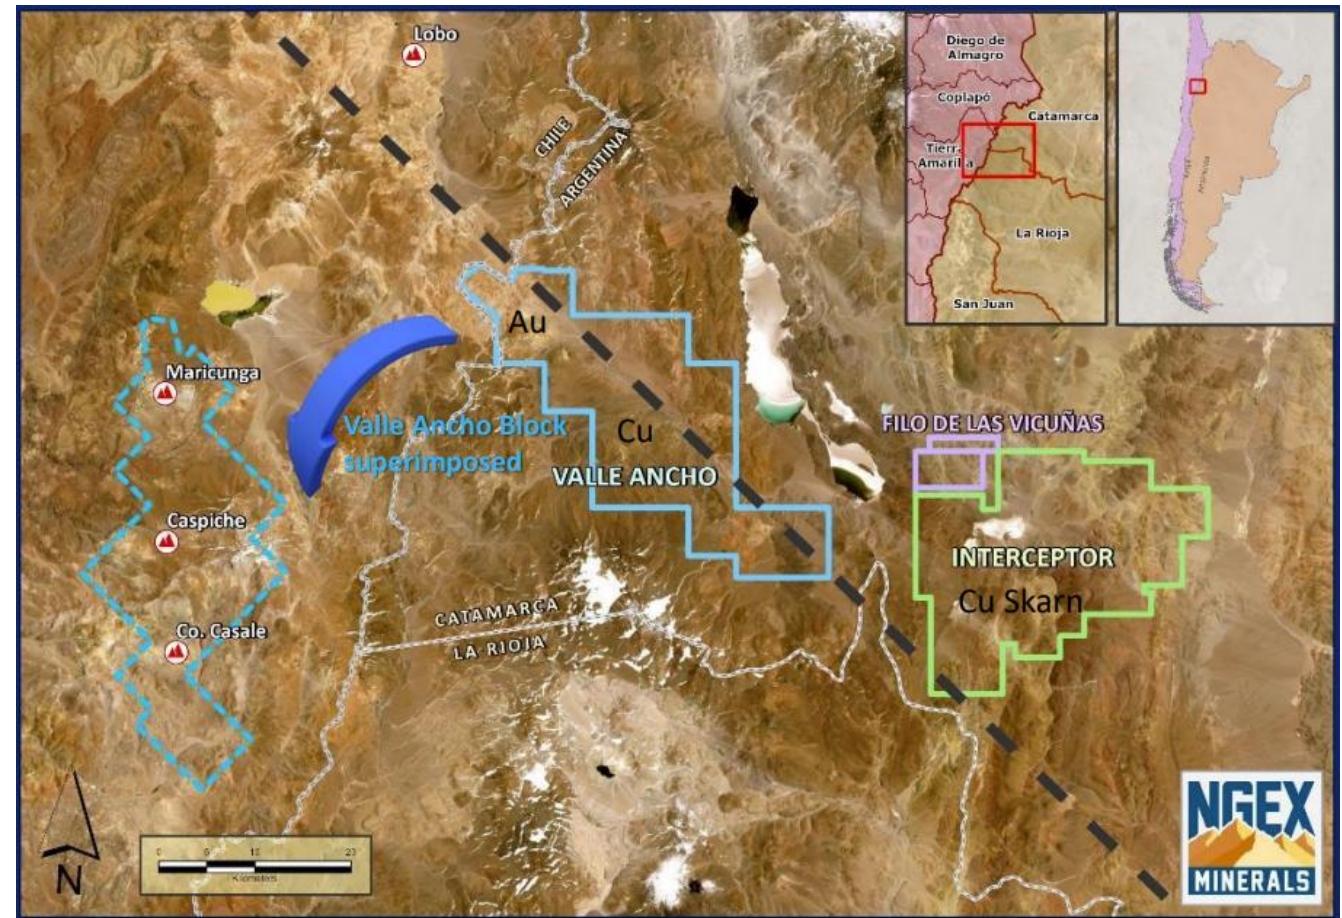 Lobo
CHILE
ARGENTINA
Diego de
Almagro
Coplapó
Catamarca
Tierra
Amarilla
La Rioja
San Juan
Maricunga
Au
Valle Ancho Block
superimposed
Cu
VALLE ANCHO
FILO DE LAS VICUÑAS
INTERCEPTOR
Cu Skarn
Caspiche
CATAMARCA
LA RIOJA
Co. Casale
N
0
Kilometers
NGEX
MINERALS